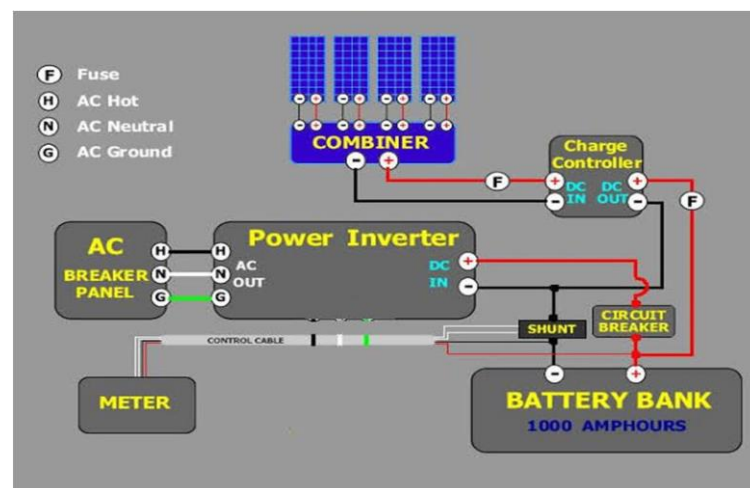 F Fuse
H AC Hot
N AC Neutral
G AC Ground
- + - + - + - +
- + - + - + - +
COMBINER
- +
Charge
Controller
+ DC DC +
- IN OUT -
F
F
AC
BREAKER
PANEL
H H
N N
G G
Power Inverter
AC
OUT
DC +
IN -
SHUNT
CIRCUIT
BREAKER
CONTROL CABLE
METER
- +
BATTERY BANK
1000 AMPHOURS